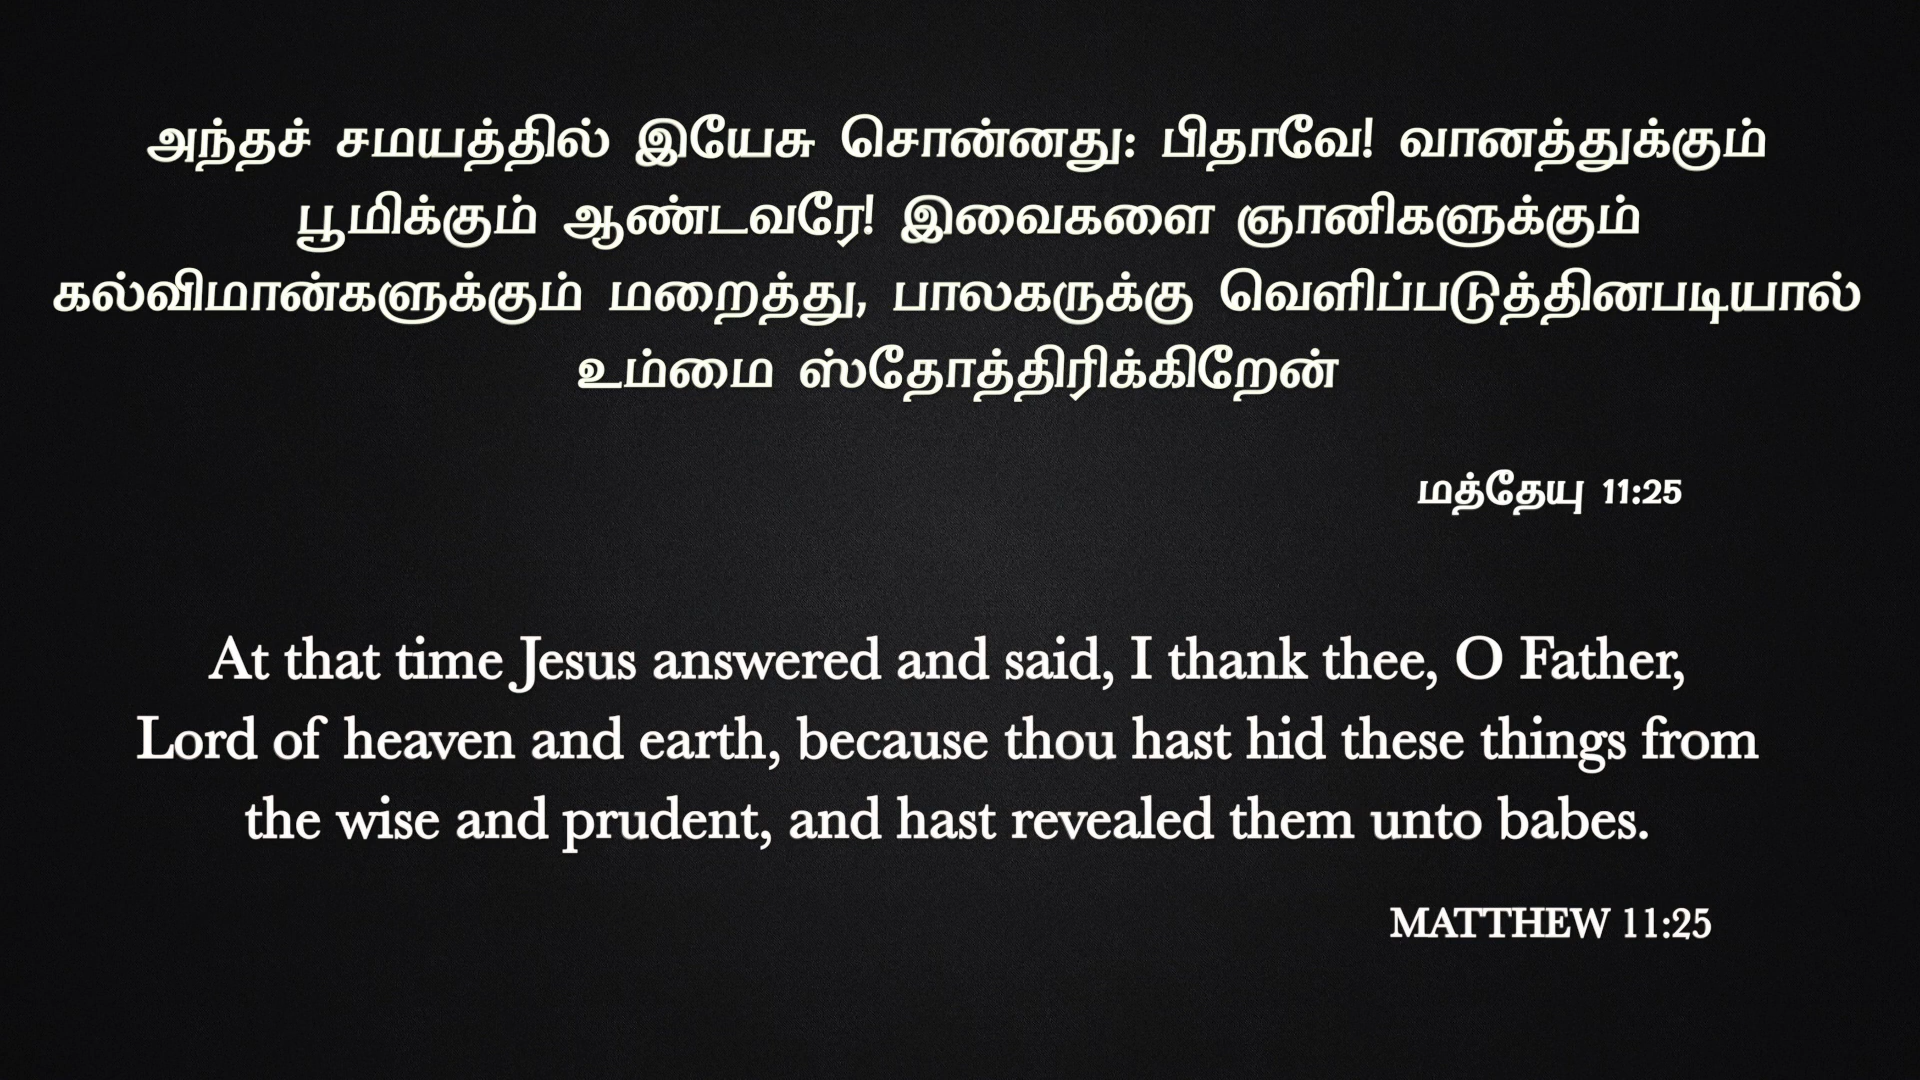 அந்தச் சமயத்தில் இயேசு சொன்னது: பிதாவே! வானத்துக்கும்
பூமிக்கும் ஆண்டவரே! இவைகளை ஞானிகளுக்கும்
கல்விமான்களுக்கும் மறைத்து, பாலகருக்கு வெளிப்படுத்தினபடியால்
உம்மை ஸ்தோத்திரிக்கிறேன்
மத்தேயு 11:25
At that time Jesus answered and said, I thank thee, O Father,
Lord of heaven and earth, because thou hast hid these things from
the wise and prudent, and hast revealed them unto babes.
MATTHEW 11:25